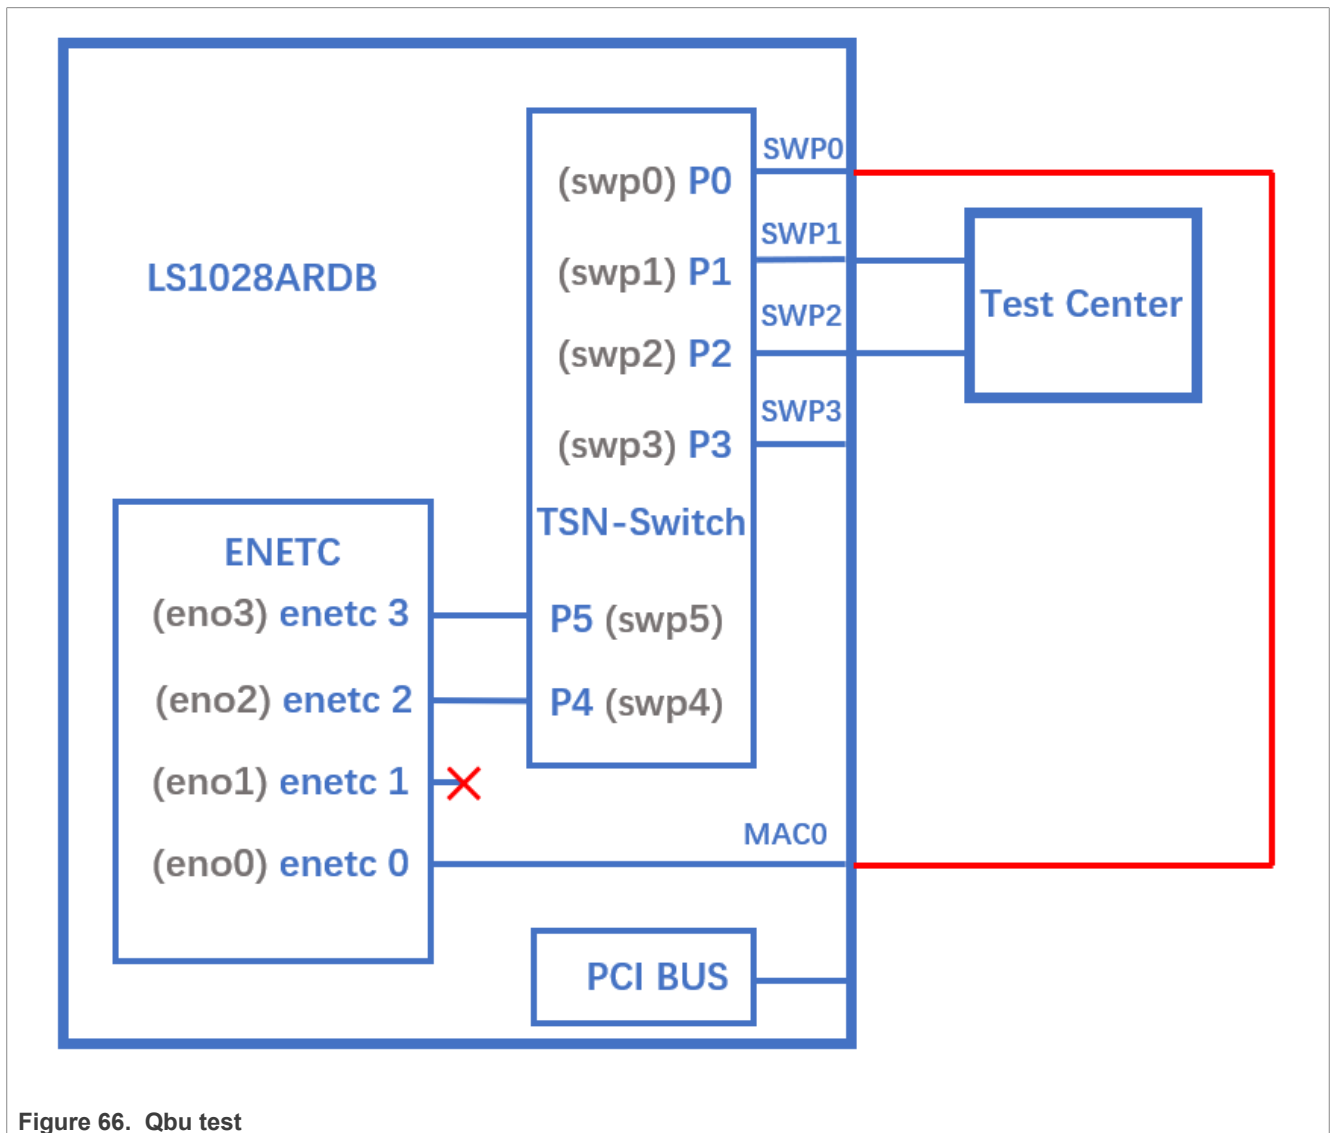 LS1028ARDB
(swp0) P0
SWP0
(swp1) P1
SWP1
(swp2) P2
SWP2
(swp3) P3
SWP3
TSN-Switch
P5 (swp5)
P4 (swp4)
Test Center
ENETC
(eno3) enetc 3
(eno2) enetc 2
(eno1) enetc 1
(eno0) enetc 0
MAC0
PCI BUS
Figure 66. Qbu test